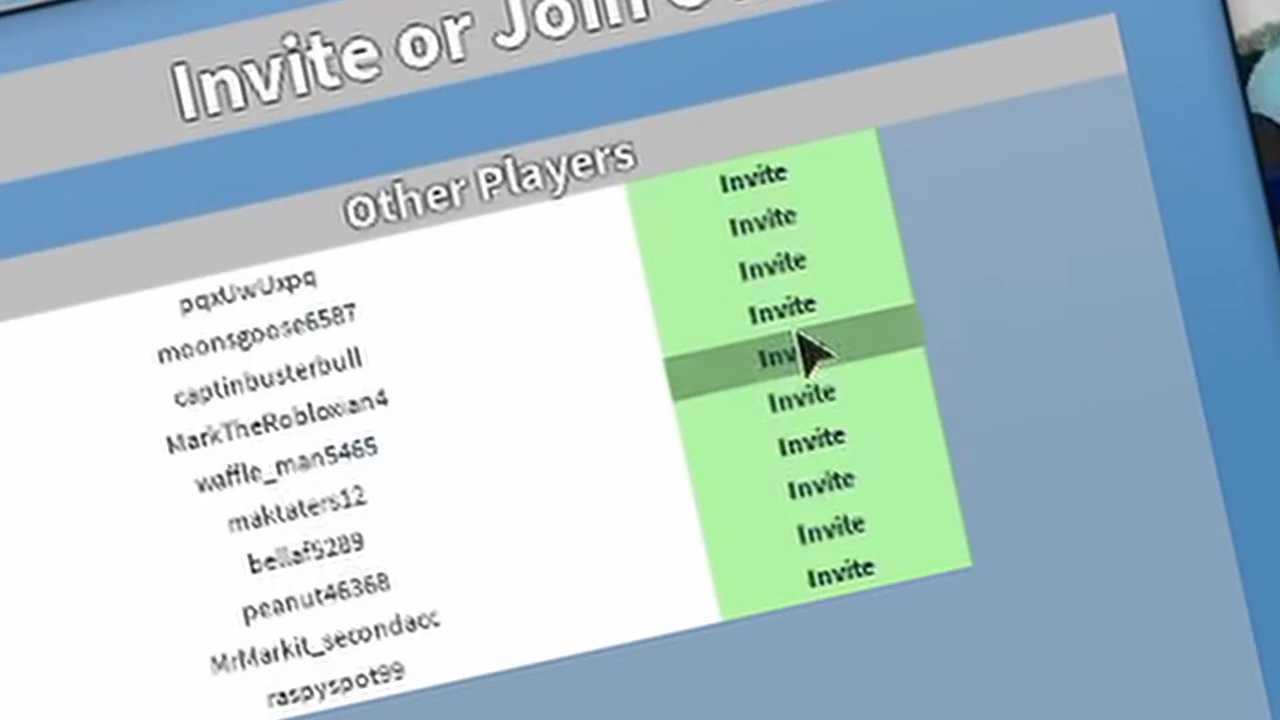 Invite or Join
Other Players
pqxUwUxpq Invite
moonsgoose6587 Invite
captinbusterbull Invite
MarkTheRobloxian4 Invite
waffle_man5465
maktaters12 Invite
bellaf5289 Invite
peanut46368 Invite
MrMarkit_secondacc Invite
raspyspot99 Invite